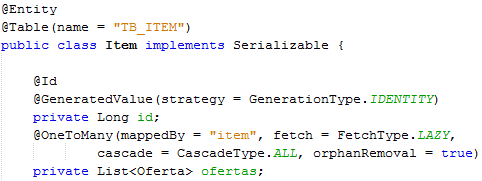 @Entity
@Table(name = "TB_ITEM")
public class Item implements Serializable {
@Id
@GeneratedValue(strategy = GenerationType.IDENTITY)
private Long id;
@OneToMany(mappedBy = "item", fetch = FetchType.LAZY,
cascade = CascadeType.ALL, orphanRemoval = true)
private List<Oferta> ofertas;